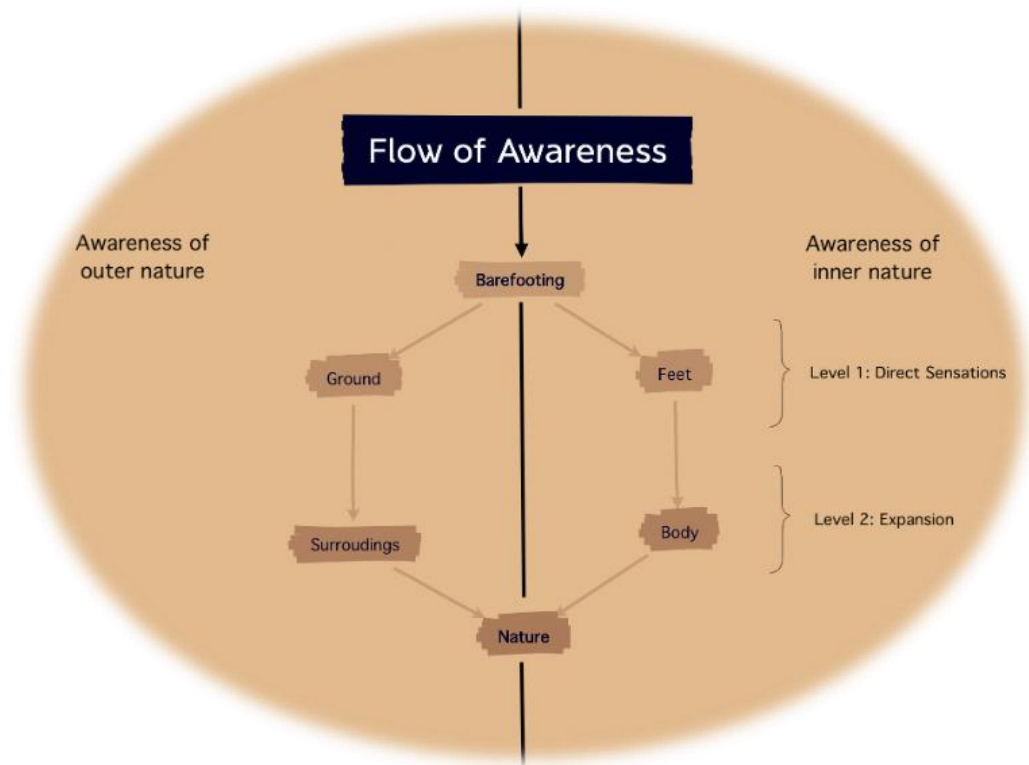 Flow of Awareness
Awareness of
outer nature
Awareness of
inner nature
Barefooting
Ground
Feet
Level 1: Direct Sensations
Surroudings
Body
Level 2: Expansion
Nature